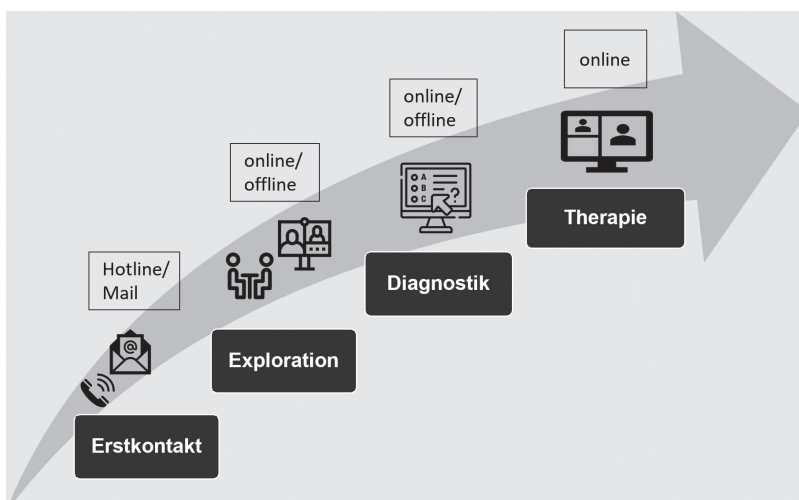 Hotline/
Mail
Erstkontakt
online/
offline
Exploration
online/
offline
A
B
C
?
Diagnostik
online
Therapie
@